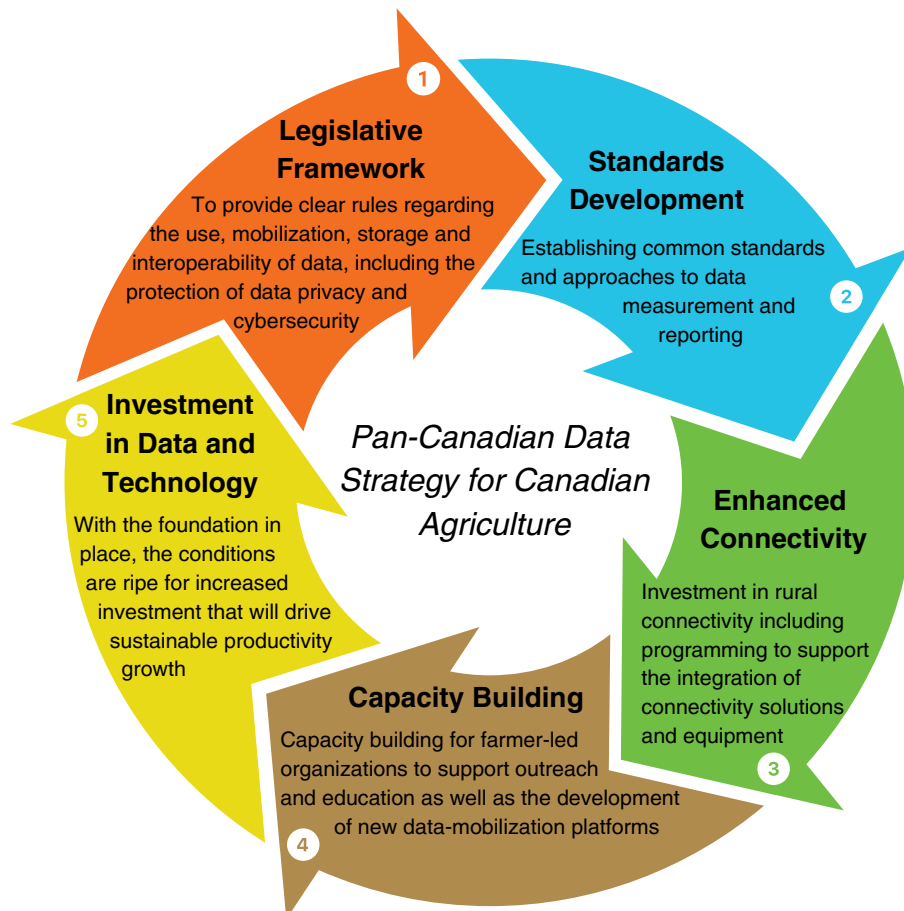 1
Legislative
Framework
To provide clear rules regarding
the use, mobilization, storage and
interoperability of data, including the
protection of data privacy and
cybersecurity
Standards
Development
Establishing common standards
and approaches to data
measurement and
reporting
2
Enhanced
Connectivity
Investment in rural
connectivity including
programming to support
the integration of
connectivity solutions
and equipment
3
Capacity Building
Capacity building for farmer-led
organizations to support outreach
and education as well as the development
of new data-mobilization platforms
4
5
Investment
in Data and
Technology
With the foundation in
place, the conditions
are ripe for increased
investment that will drive
sustainable productivity
growth
Pan-Canadian Data
Strategy for Canadian
Agriculture